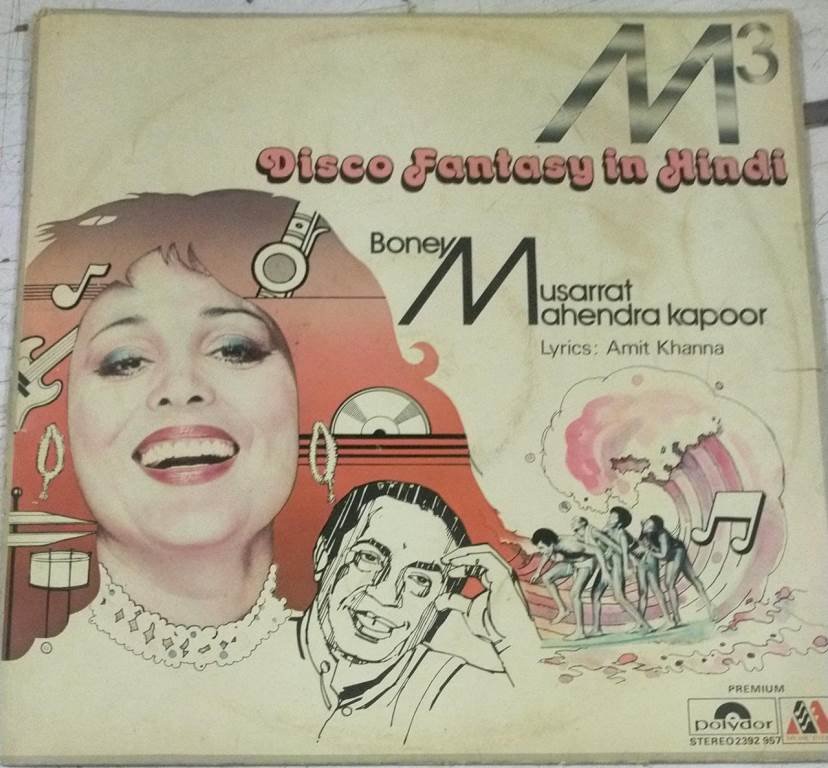 M3
Disco Fantasy in Hindi
Boney M
Musarrat
Mahendra kapoor
Lyrics: Amit Khanna
PREMIUM
polydor
STEREO 2392 957